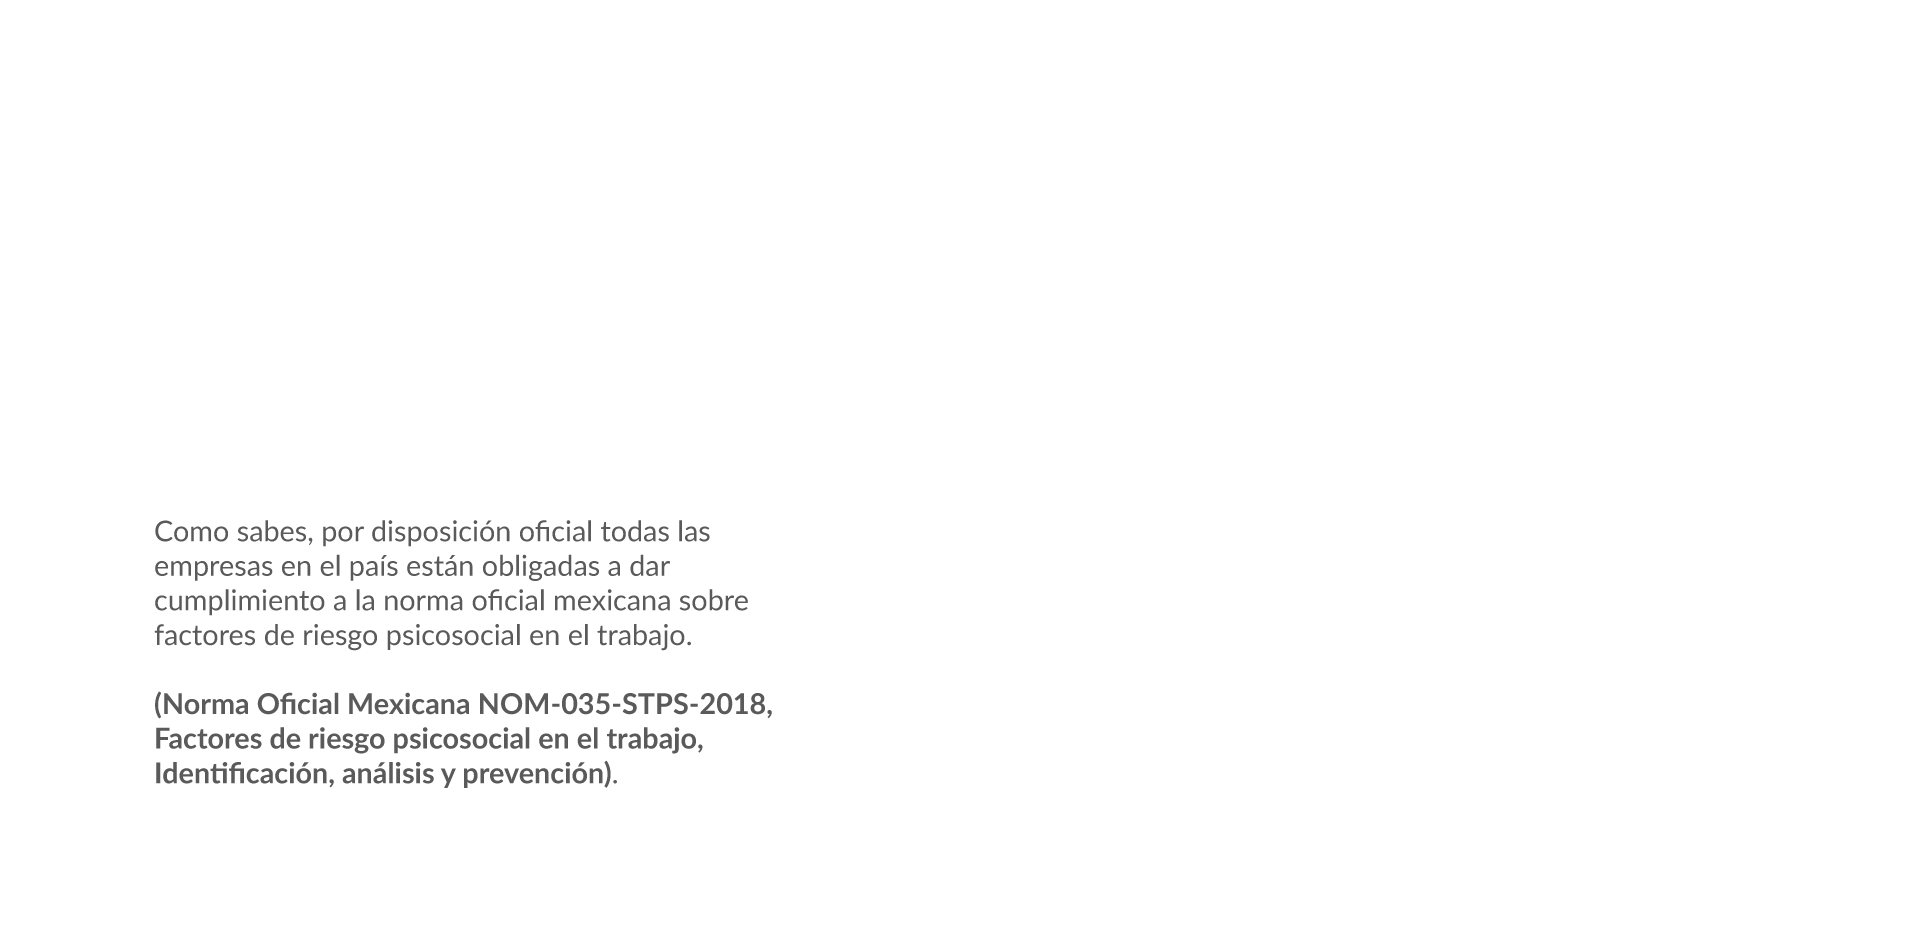 Como sabes, por disposición oficial todas las
empresas en el país están obligadas a dar
cumplimiento a la norma oficial mexicana sobre
factores de riesgo psicosocial en el trabajo.
(Norma Oficial Mexicana NOM-035-STPS-2018,
Factores de riesgo psicosocial en el trabajo,
Identificación, análisis y prevención).